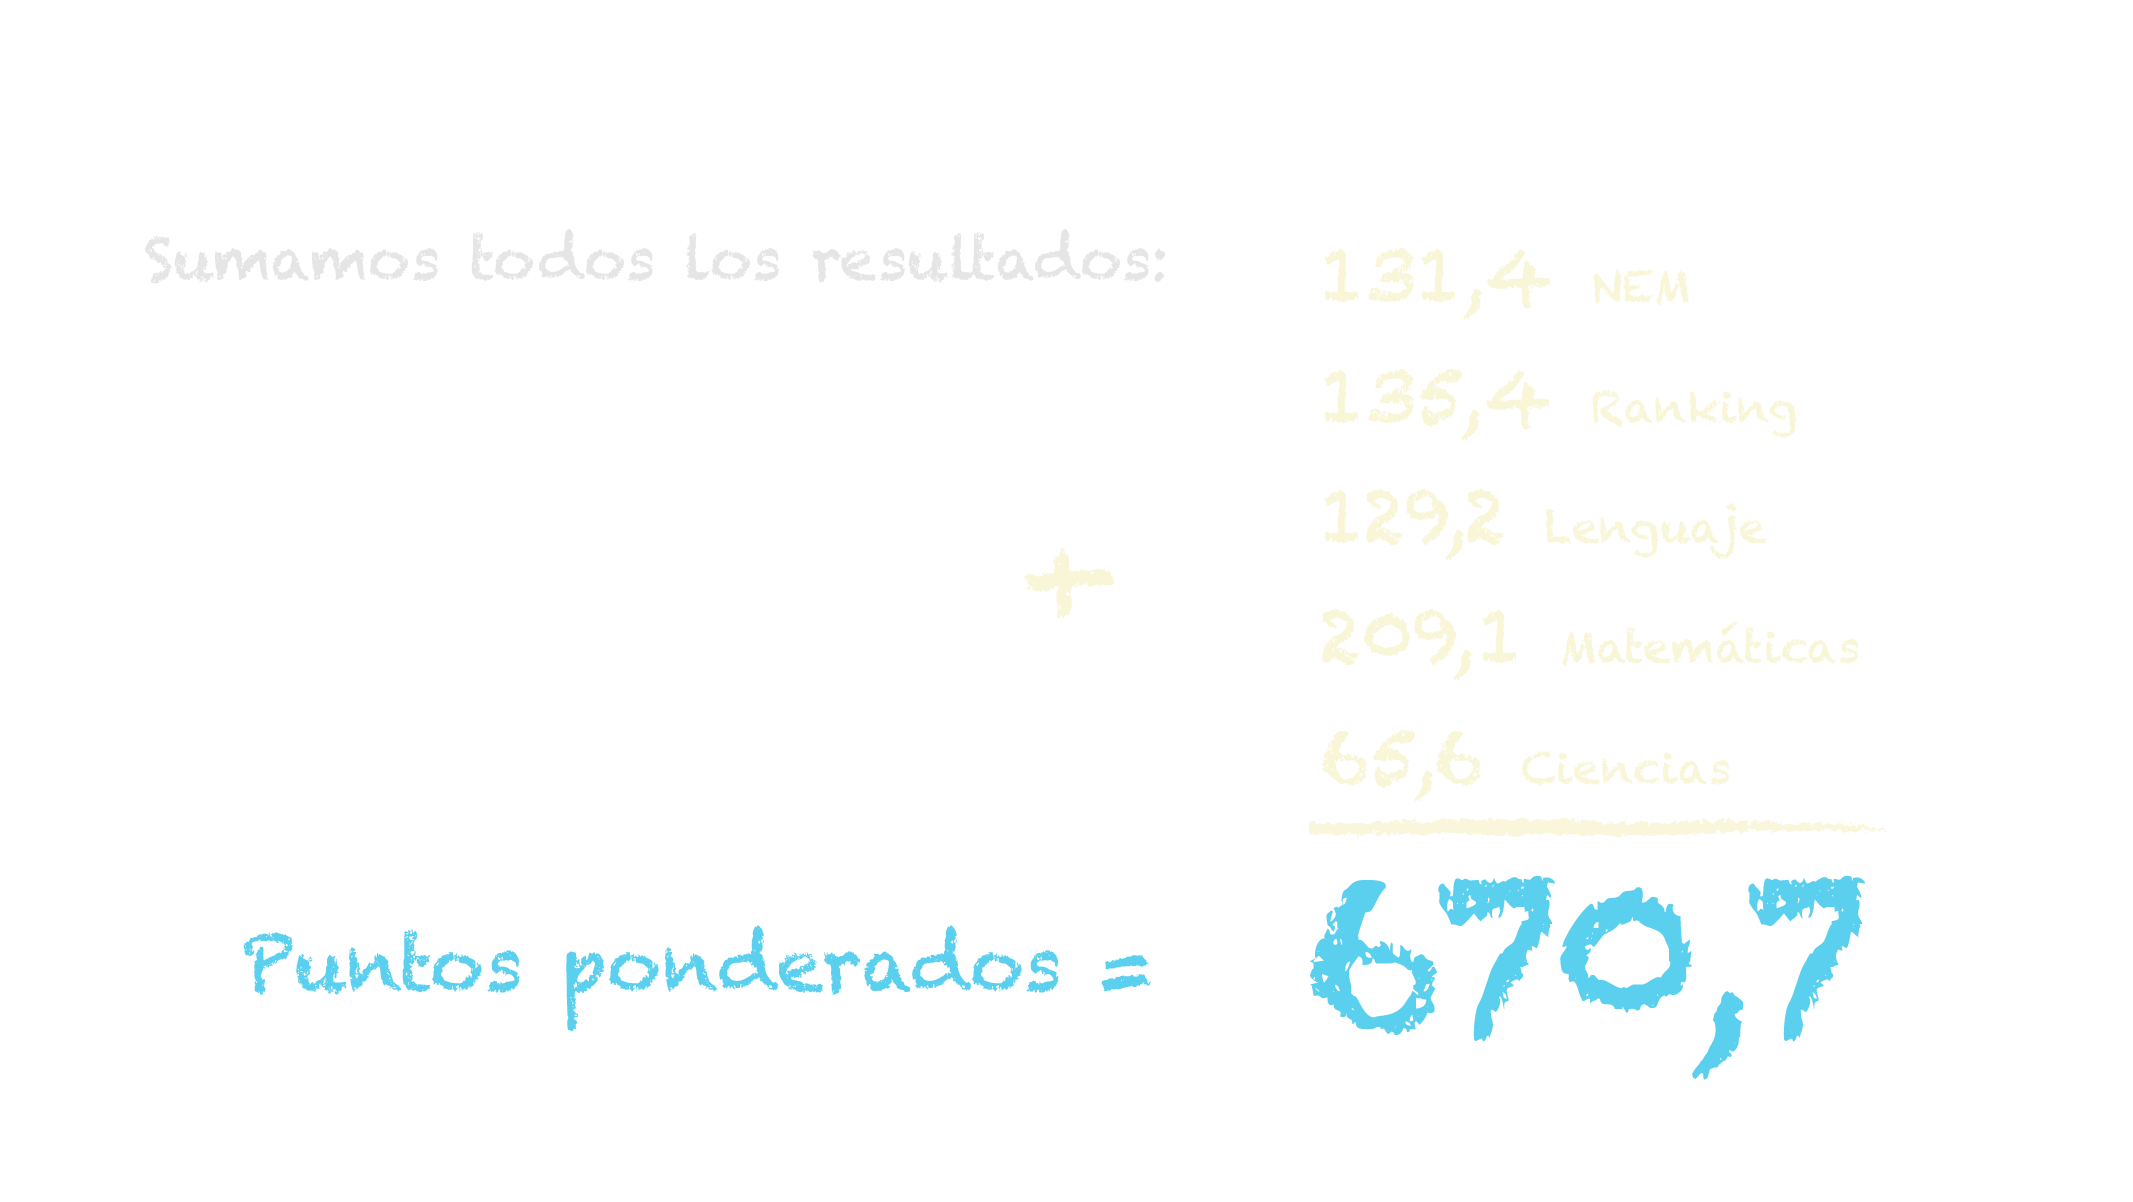 Sumamos todos los resultados:
131,4 NEM
135,4 Ranking
129,2 Lenguaje
+
209,1 Matemáticas
65,6 Ciencias
Puntos ponderados = 670,7